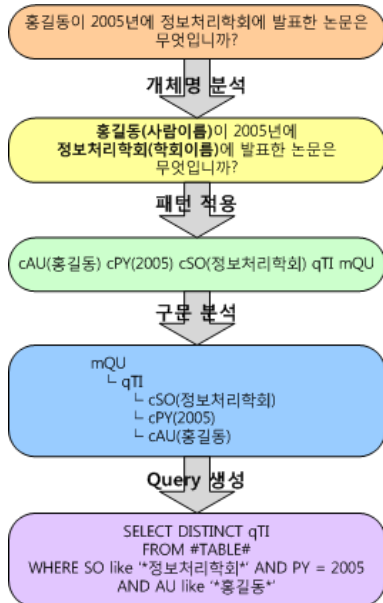 홍길동이 2005년에 정보처리학회에 발표한 논문은
무엇입니까?
개체명 분석
홍길동(사람이름)이 2005년에
정보처리학회(학회이름)에 발표한 논문은
무엇입니까?
패턴 적용
cAU(홍길동) cPY(2005) cSO(정보처리학회) qTI mQU
구문 분석
mQU
└ qTI
└ cSO(정보처리학회)
└ cPY(2005)
└ cAU(홍길동)
Query 생성
SELECT DISTINCT qTI
FROM #TABLE#
WHERE SO like '*정보처리학회*' AND PY = 2005
AND AU like '*홍길동*'